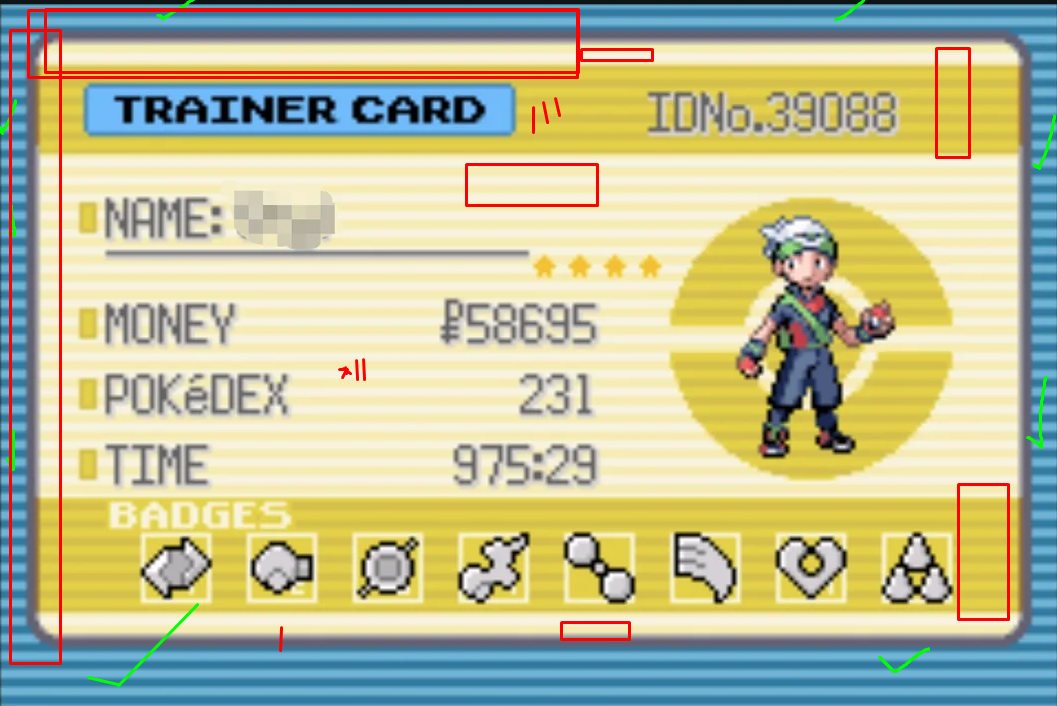 TRAINER CARD
IDNo.39088
NAME:
MONEY ₽58695
POKéDEX 231
TIME 975:29
BADGES